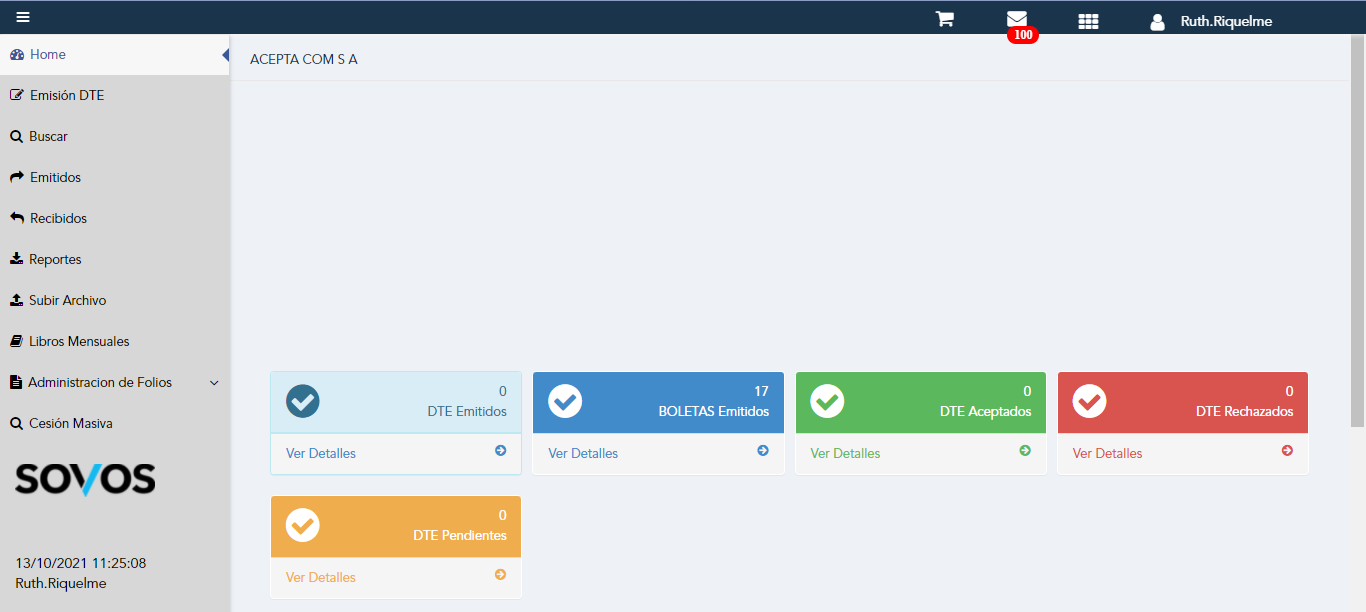 100
Ruth.Riquelme
Home
Emisión DTE
Buscar
Emitidos
Recibidos
Reportes
Subir Archivo
Libros Mensuales
Administracion de Folios
Cesión Masiva
SOVOS
13/10/2021 11:25:08
Ruth.Riquelme
ACEPTA COM S A
0
DTE Emitidos
Ver Detalles
17
BOLETAS Emitidos
Ver Detalles
0
DTE Aceptados
Ver Detalles
0
DTE Rechazados
Ver Detalles
0
DTE Pendientes
Ver Detalles